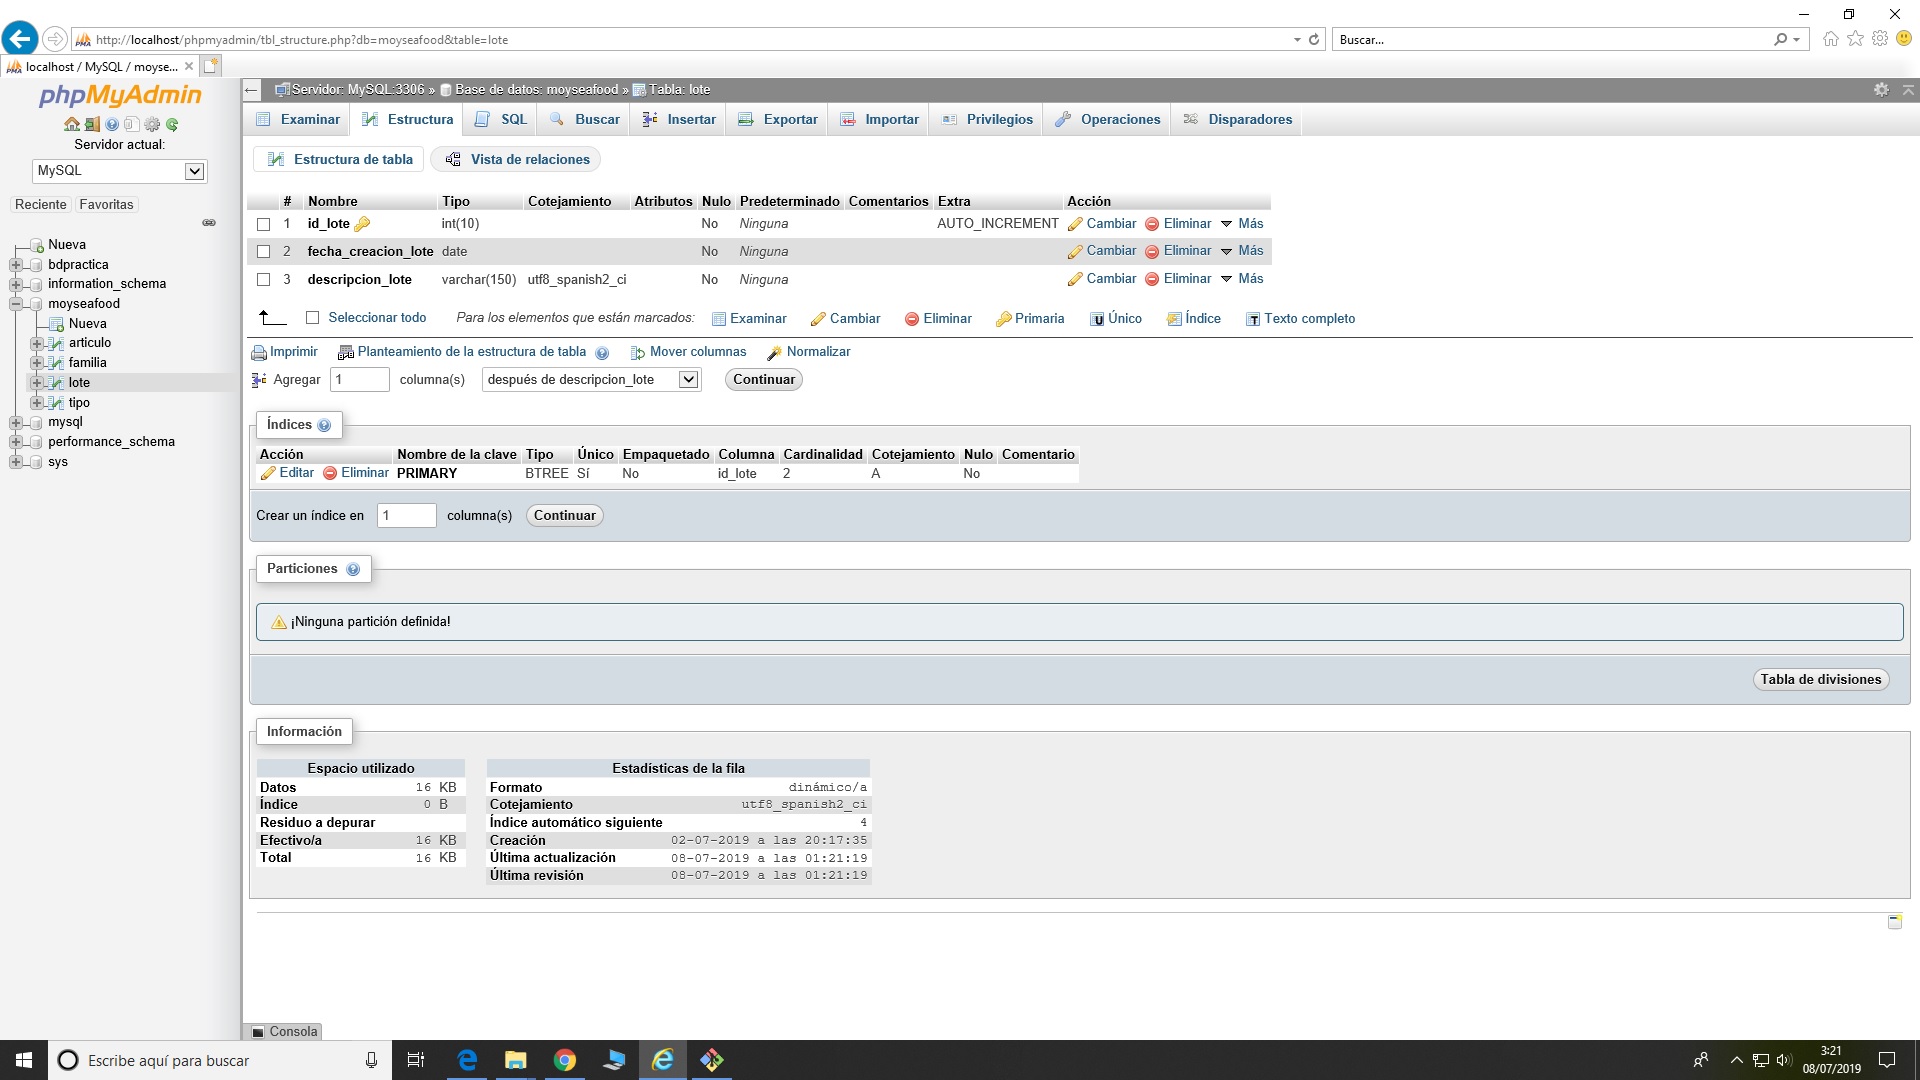 http://localhost/phpmyadmin/tbl_structure.php?db=moyseafood&table=lote
Buscar...
localhost / MySQL / moyse...
phpMyAdmin
Servidor actual:
MySQL
Reciente Favoritas
Nueva
bdpractica
information_schema
moyseafood
Nueva
articulo
familia
lote
tipo
mysql
performance_schema
sys
Servidor: MySQL:3306 » Base de datos: moyseafood » Tabla: lote
Examinar Estructura SQL Buscar Insertar Exportar Importar Privilegios Operaciones Disparadores
Estructura de tabla Vista de relaciones
# Nombre Tipo Cotejamiento Atributos Nulo Predeterminado Comentarios Extra Acción
1 id_lote int(10) No Ninguna AUTO_INCREMENT Cambiar Eliminar Más
2 fecha_creacion_lote date No Ninguna Cambiar Eliminar Más
3 descripcion_lote varchar(150) utf8_spanish2_ci No Ninguna Cambiar Eliminar Más
Seleccionar todo Para los elementos que están marcados: Examinar Cambiar Eliminar Primaria Único Índice Texto completo
Imprimir Planteamiento de la estructura de tabla Mover columnas Normalizar
Agregar 1 columna(s) después de descripcion_lote Continuar
Índices
Acción Nombre de la clave Tipo Único Empaquetado Columna Cardinalidad Cotejamiento Nulo Comentario
Editar Eliminar PRIMARY BTREE Sí No id_lote 2 A No
Crear un índice en 1 columna(s) Continuar
Particiones
¡Ninguna partición definida!
Tabla de divisiones
Información
Espacio utilizado
Datos 16 KB
Índice 0 B
Residuo a depurar
Efectivo/a 16 KB
Total 16 KB
Estadísticas de la fila
Formato dinámico/a
Cotejamiento utf8_spanish2_ci
Índice automático siguiente 4
Creación 02-07-2019 a las 20:17:35
Última actualización 08-07-2019 a las 01:21:19
Última revisión 08-07-2019 a las 01:21:19
Consola
Escribe aquí para buscar
3:21
08/07/2019